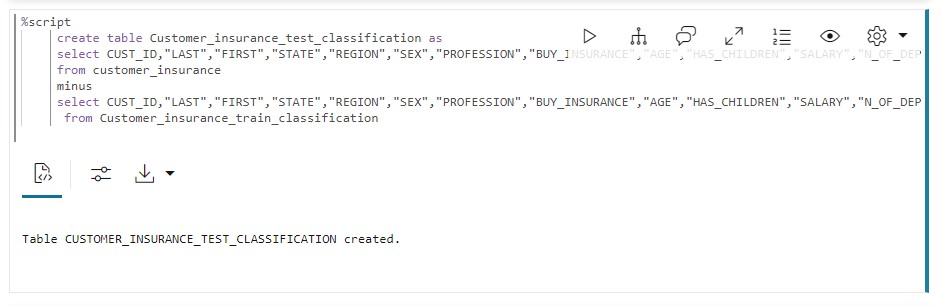 %script
create table Customer_insurance_test_classification as
select CUST_ID,"LAST","FIRST","STATE","REGION","SEX","PROFESSION","BUY_INSURANCE","AGE","HAS_CHILDREN","SALARY","N_OF_DEP
from customer_insurance
minus
select CUST_ID,"LAST","FIRST","STATE","REGION","SEX","PROFESSION","BUY_INSURANCE","AGE","HAS_CHILDREN","SALARY","N_OF_DEP
from Customer_insurance_train_classification
Table CUSTOMER_INSURANCE_TEST_CLASSIFICATION created.